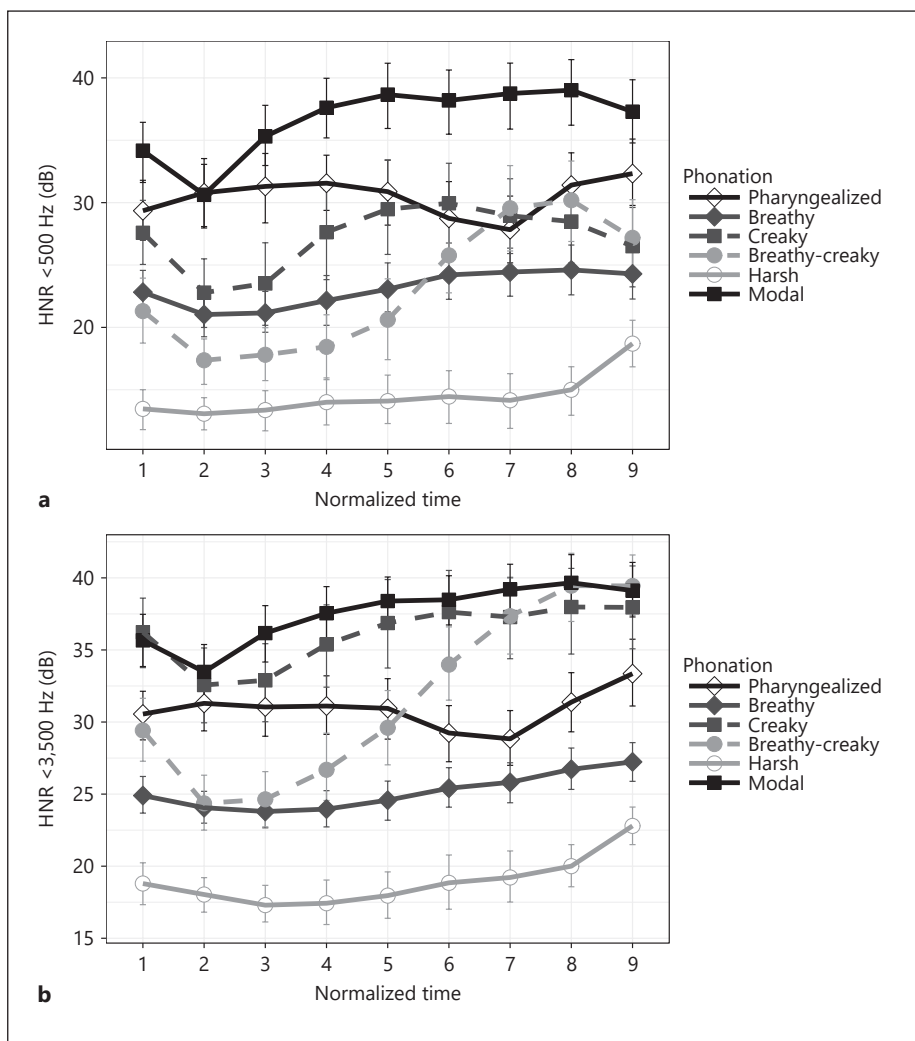 40
30
20
HNR <500 Hz (dB)
1 2 3 4 5 6 7 8 9
Normalized time
a
Phonation
Pharyngealized
Breathy
Creaky
Breathy-creaky
Harsh
Modal
40
35
30
25
20
15
HNR <3,500 Hz (dB)
1 2 3 4 5 6 7 8 9
Normalized time
b
Phonation
Pharyngealized
Breathy
Creaky
Breathy-creaky
Harsh
Modal